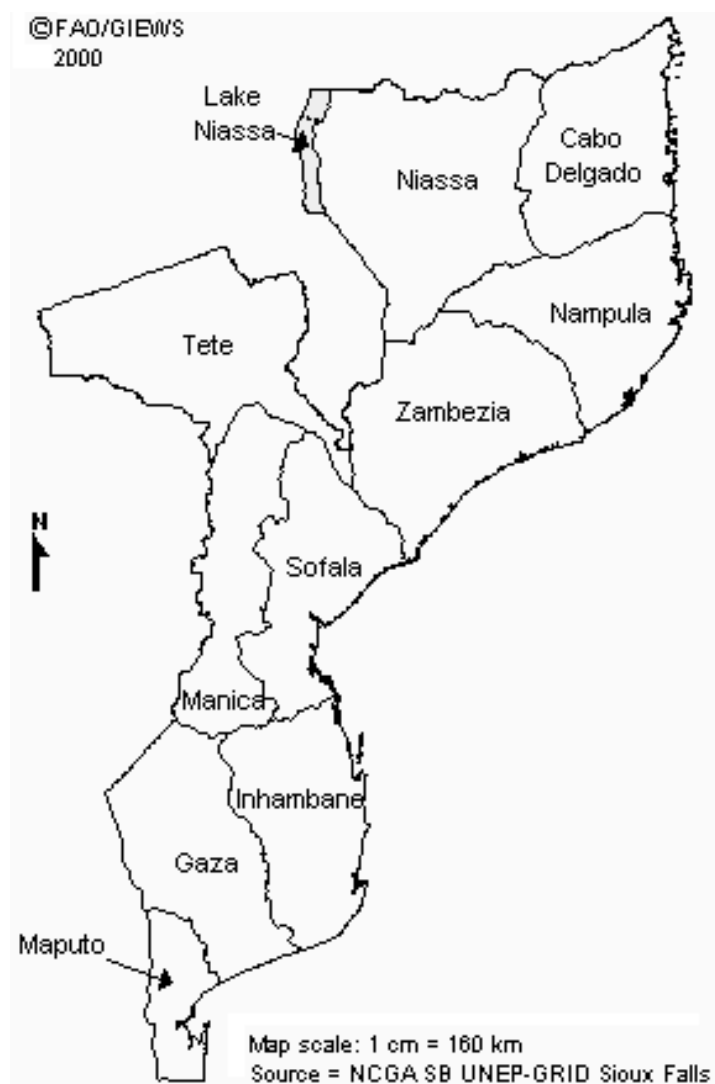 ©FAO/GIEWS
2000
Lake
Niassa
Cabo
Delgado
Niassa
Nampula
Tete
Zambezia
N
Sofala
Manica
Inhambane
Gaza
Maputo
Map scale: 1 cm = 160 km
Source = NCGA SB UNEP-GRID Sioux Falls